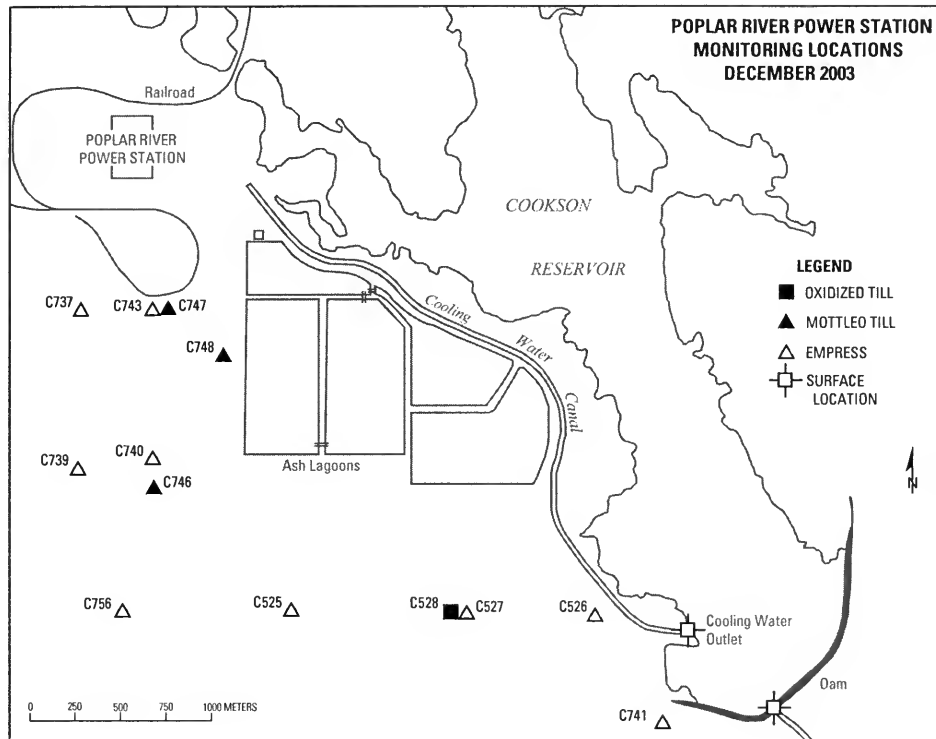 POPLAR RIVER POWER STATION
MONITORING LOCATIONS
DECEMBER 2003
Railroad
POPLAR RIVER
POWER STATION
COOKSON
RESERVOIR
LEGEND
OXIDIZED TILL
MOTTLEO TILL
EMPRESS
SURFACE
LOCATION
C737
C743
C747
C748
Cooling
Water
Canal
C739
C740
C746
Ash Lagoons
N
C756
C525
C528
C527
C526
Cooling Water
Outlet
Oam
C741
0 250 500 750 1000 METERS